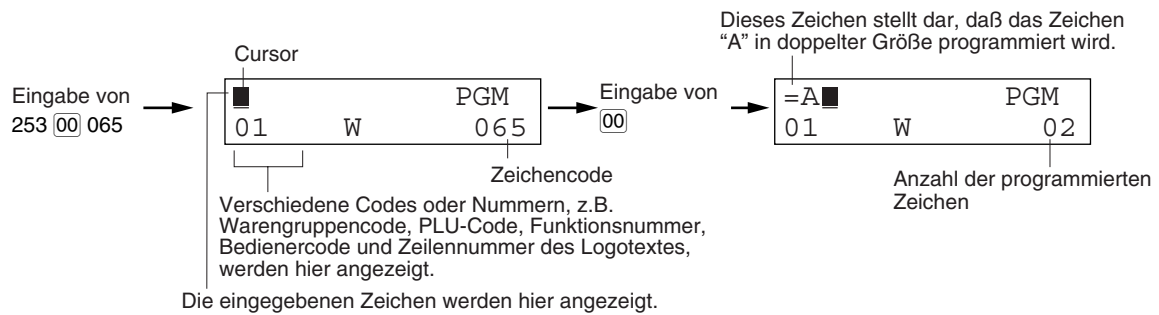 Dieses Zeichen stellt dar, daß das Zeichen
“A” in doppelter Größe programmiert wird.
Cursor
Eingabe von
253 00 065
PGM
01 W 065
Eingabe von
00
=A PGM
01 W 02
Zeichencode
Anzahl der programmierten
Zeichen
Verschiedene Codes oder Nummern, z.B.
Warengruppencode, PLU-Code, Funktionsnummer,
Bedienercode und Zeilennummer des Logotextes,
werden hier angezeigt.
Die eingegebenen Zeichen werden hier angezeigt.